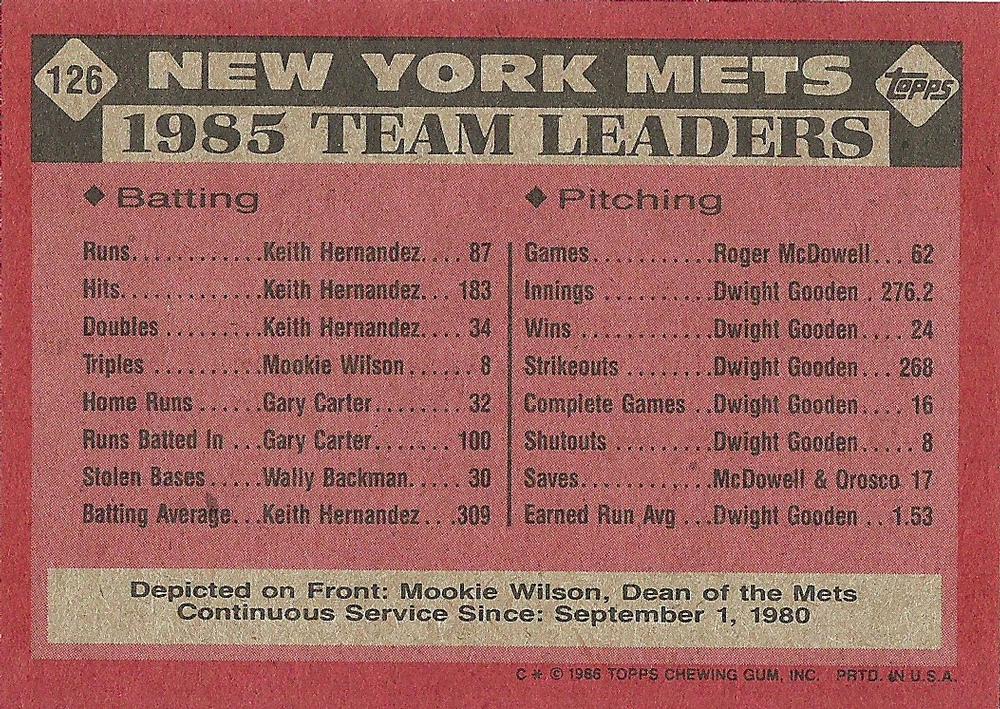 126 NEW YORK METS Topps
1985 TEAM LEADERS
◆ Batting
Runs............Keith Hernandez.... 87
Hits.............Keith Hernandez... 183
Doubles .........Keith Hernandez.... 34
Triples ..........Mookie Wilson...... 8
Home Runs ......Gary Carter........ 32
Runs Batted In ...Gary Carter....... 100
Stolen Bases.....Wally Backman..... 30
Batting Average...Keith Hernandez...309
◆ Pitching
Games...........Roger McDowell... 62
Innings ..........Dwight Gooden . 276.2
Wins ............Dwight Gooden.... 24
Strikeouts ........Dwight Gooden... 268
Complete Games ..Dwight Gooden.... 16
Shutouts .........Dwight Gooden..... 8
Saves............McDowell & Orosco 17
Earned Run Avg ...Dwight Gooden .. 1.53
Depicted on Front: Mookie Wilson, Dean of the Mets
Continuous Service Since: September 1, 1980
C * © 1986 TOPPS CHEWING GUM, INC. PRTD. IN U.S.A.